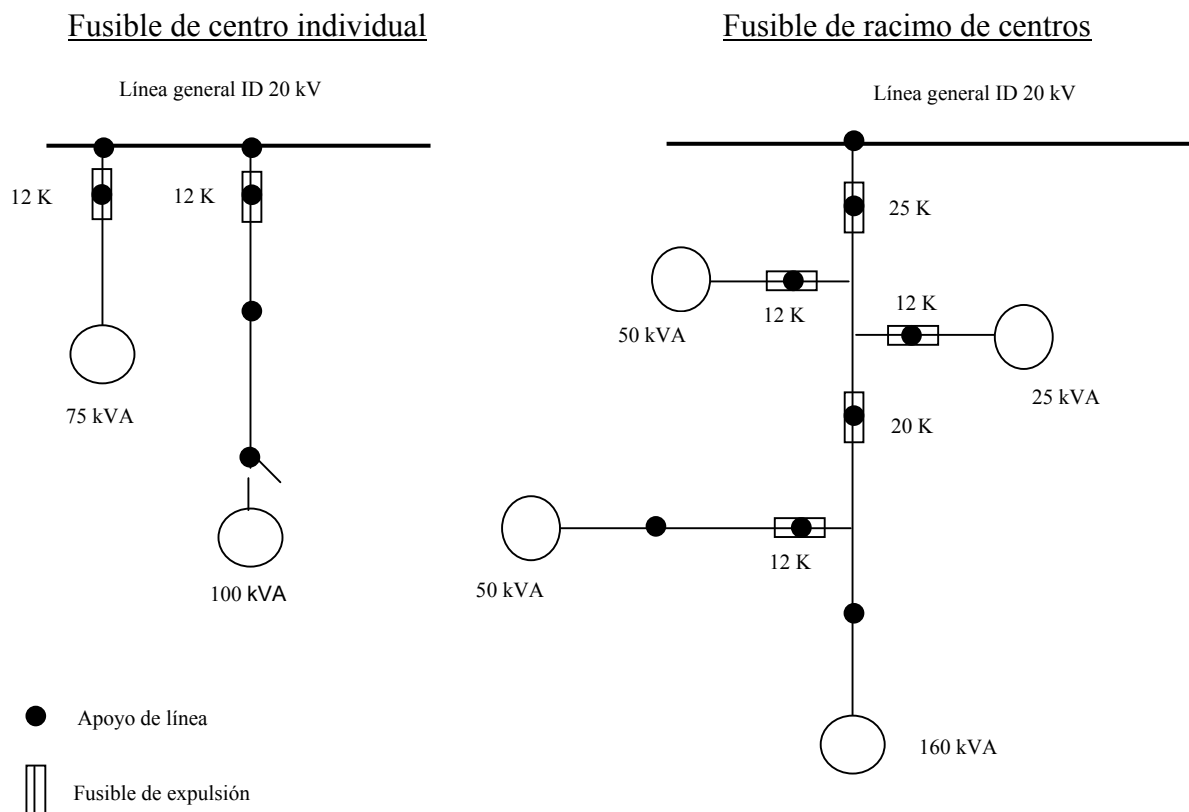 Fusible de centro individual
Línea general ID 20 kV
12 K
12 K
75 kVA
100 kVA
Fusible de racimo de centros
Línea general ID 20 kV
25 K
50 kVA
12 K
12 K
25 kVA
20 K
50 kVA
12 K
160 kVA
Apoyo de línea
Fusible de expulsión